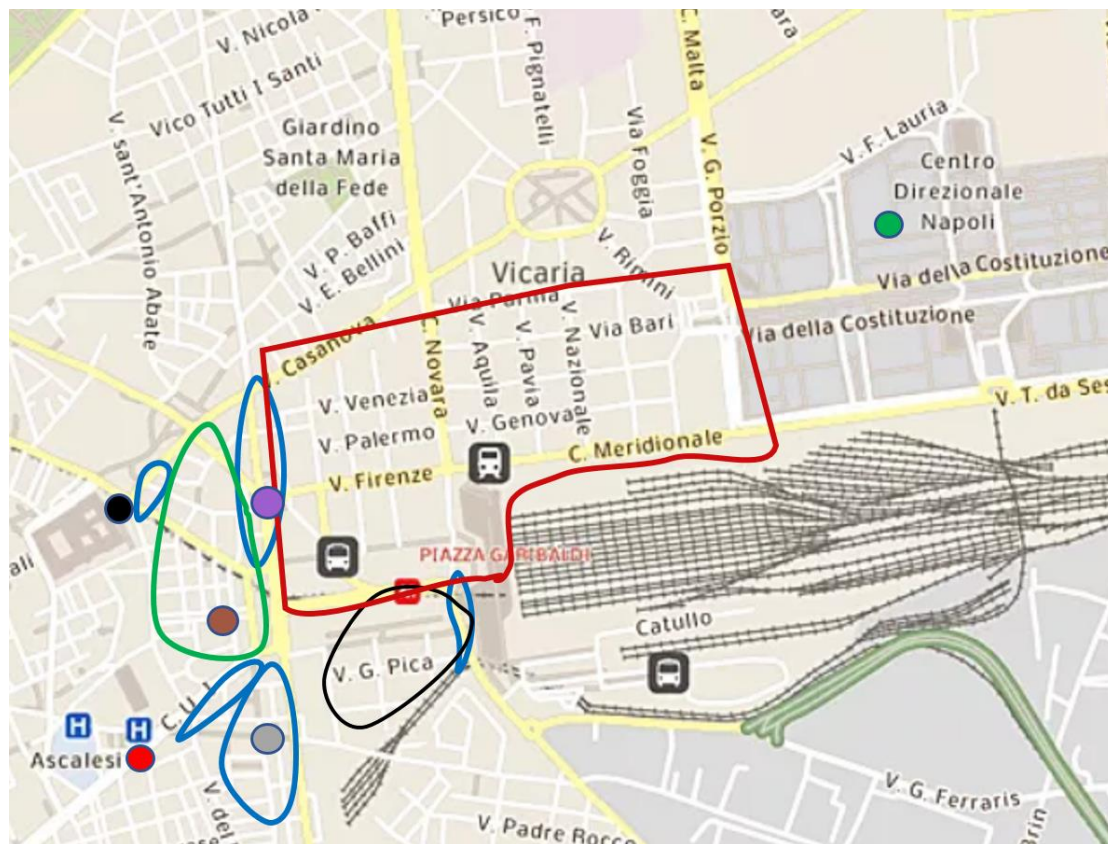 V. Nicola
Persico
C. Malta
F. Pignatelli
Vico Tutti I Santi
V. sant'Antonio Abate
Giardino
Santa Maria
della Fede
Via Foggia
V. G. Porzio
V. F. Lauria
Centro
Direzionale
Napoli
V. P. Baffi
V. E. Bellini
V. Rimini
Vicaria
Via della Costituzione
Via Parma
Via Bari
Via della Costituzione
Casanova
C. Novara
V. Aquila
V. Pavia
V. Nazionale
V. Venezia
V. Genova
V. Palermo
C. Meridionale
V. T. da Ses
V. Firenze
PIAZZA GARIBALDI
Catullo
V. G. Pica
C. U. I
H
H
Ascalesi
V. del
V. G. Ferraris
V. Padre Rocco
Brin